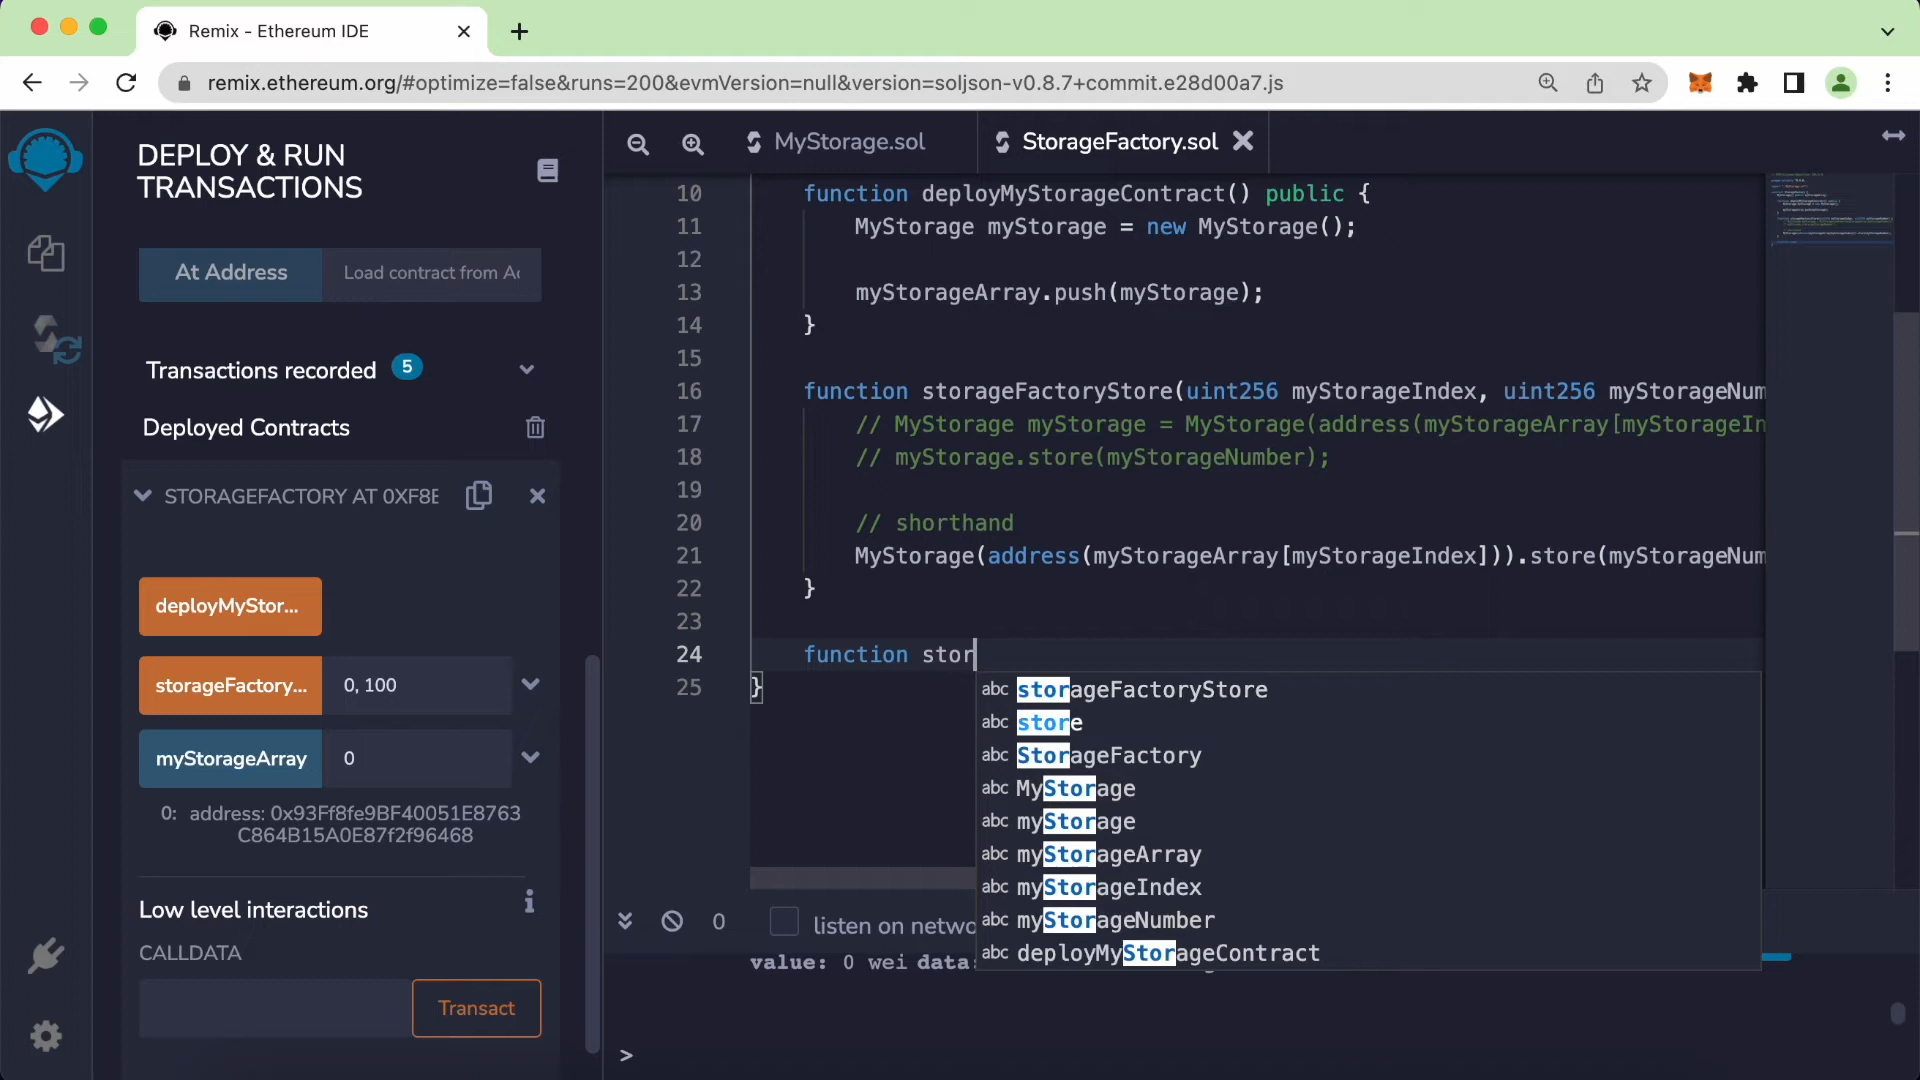 Remix - Ethereum IDE
remix.ethereum.org/#optimize=false&runs=200&evmVersion=null&version=soljson-v0.8.7+commit.e28d00a7.js
DEPLOY & RUN
TRANSACTIONS
At Address
Load contract from Ac
Transactions recorded 5
Deployed Contracts
STORAGEFACTORY AT 0XF8E
deployMyStor...
storageFactory... 0, 100
myStorageArray 0
0: address: 0x93Ff8fe9BF40051E8763
C864B15A0E87f2f96468
Low level interactions
CALLDATA
Transact
MyStorage.sol
StorageFactory.sol
10 function deployMyStorageContract() public {
11 MyStorage myStorage = new MyStorage();
12
13 myStorageArray.push(myStorage);
14 }
15
16 function storageFactoryStore(uint256 myStorageIndex, uint256 myStorageNum
17 // MyStorage myStorage = MyStorage(address(myStorageArray[myStorageIn
18 // myStorage.store(myStorageNumber);
19
20 // shorthand
21 MyStorage(address(myStorageArray[myStorageIndex])).store(myStorageNum
22 }
23
24 function stor
25 }
abc storageFactoryStore
abc store
abc StorageFactory
abc MyStorage
abc myStorage
abc myStorageArray
abc myStorageIndex
abc myStorageNumber
abc deployMyStorageContract
0
listen on netwo
value: 0 wei data:
>